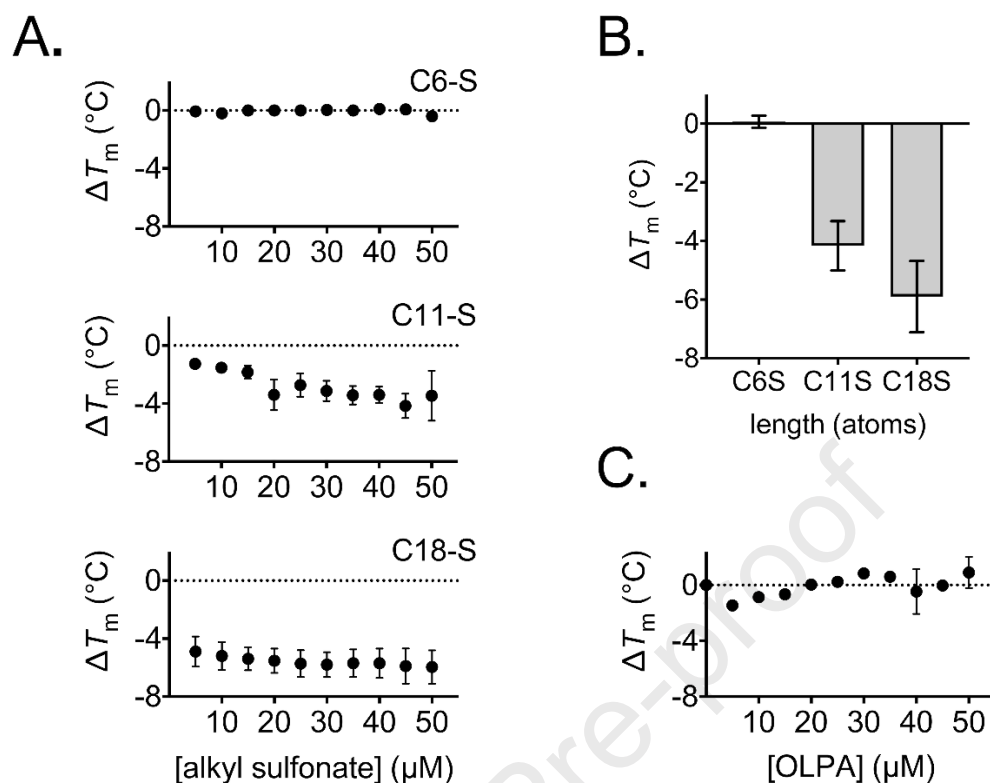 A.
C6-S
ΔTm (°C)
0
-4
-8
10 20 30 40 50
C11-S
ΔTm (°C)
0
-4
-8
10 20 30 40 50
C18-S
ΔTm (°C)
0
-4
-8
10 20 30 40 50
[alkyl sulfonate] (μM)
B.
ΔTm (°C)
0
-2
-4
-6
-8
C6S C11S C18S
length (atoms)
C.
ΔTm (°C)
0
-4
-8
10 20 30 40 50
[OLPA] (μM)
Pre-proof